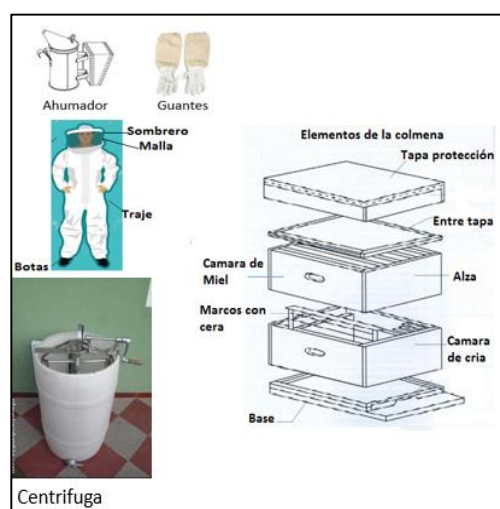 Ahumador
Guantes
Sombrero
Malla
Traje
Botas
Elementos de la colmena
Tapa protección
Entre tapa
Camara de
Miel
Alza
Marcos con
cera
Camara
de cria
Base
Centrifuga